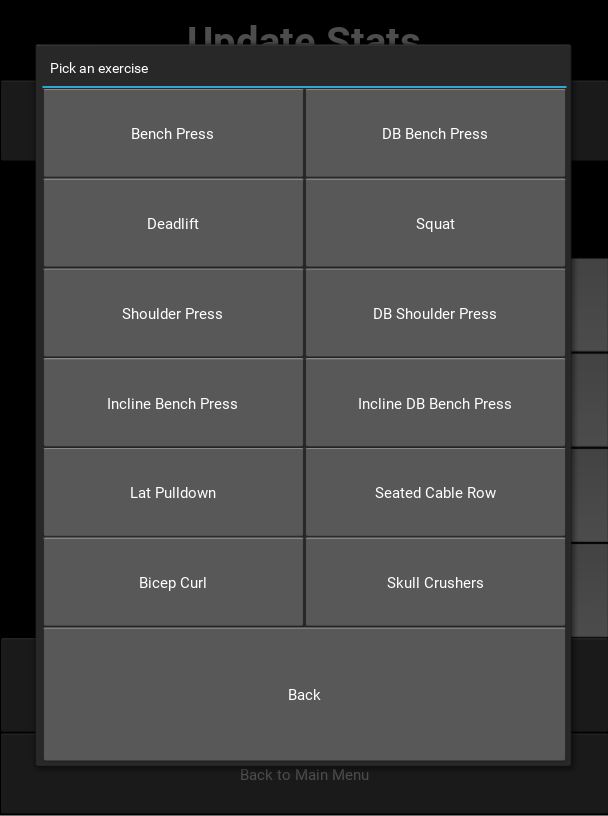 Update Stats
Pick an exercise
Bench Press
DB Bench Press
Deadlift
Squat
Shoulder Press
DB Shoulder Press
Incline Bench Press
Incline DB Bench Press
Lat Pulldown
Seated Cable Row
Bicep Curl
Skull Crushers
Back
Back to Main Menu